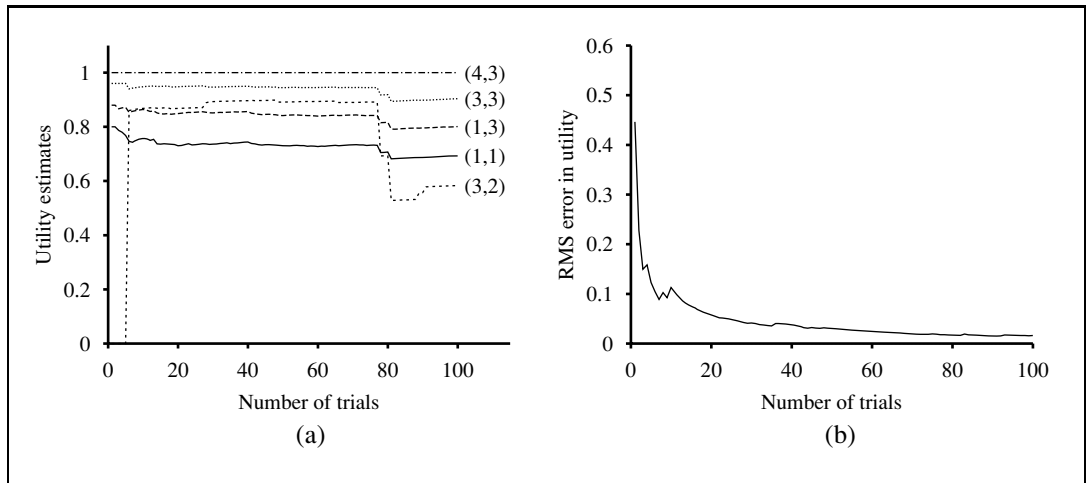 Utility estimates
1
0.8
0.6
0.4
0.2
0
0 20 40 60 80 100
Number of trials
(4,3)
(3,3)
(1,3)
(1,1)
(3,2)
(a)
RMS error in utility
0.6
0.5
0.4
0.3
0.2
0.1
0
0 20 40 60 80 100
Number of trials
(b)